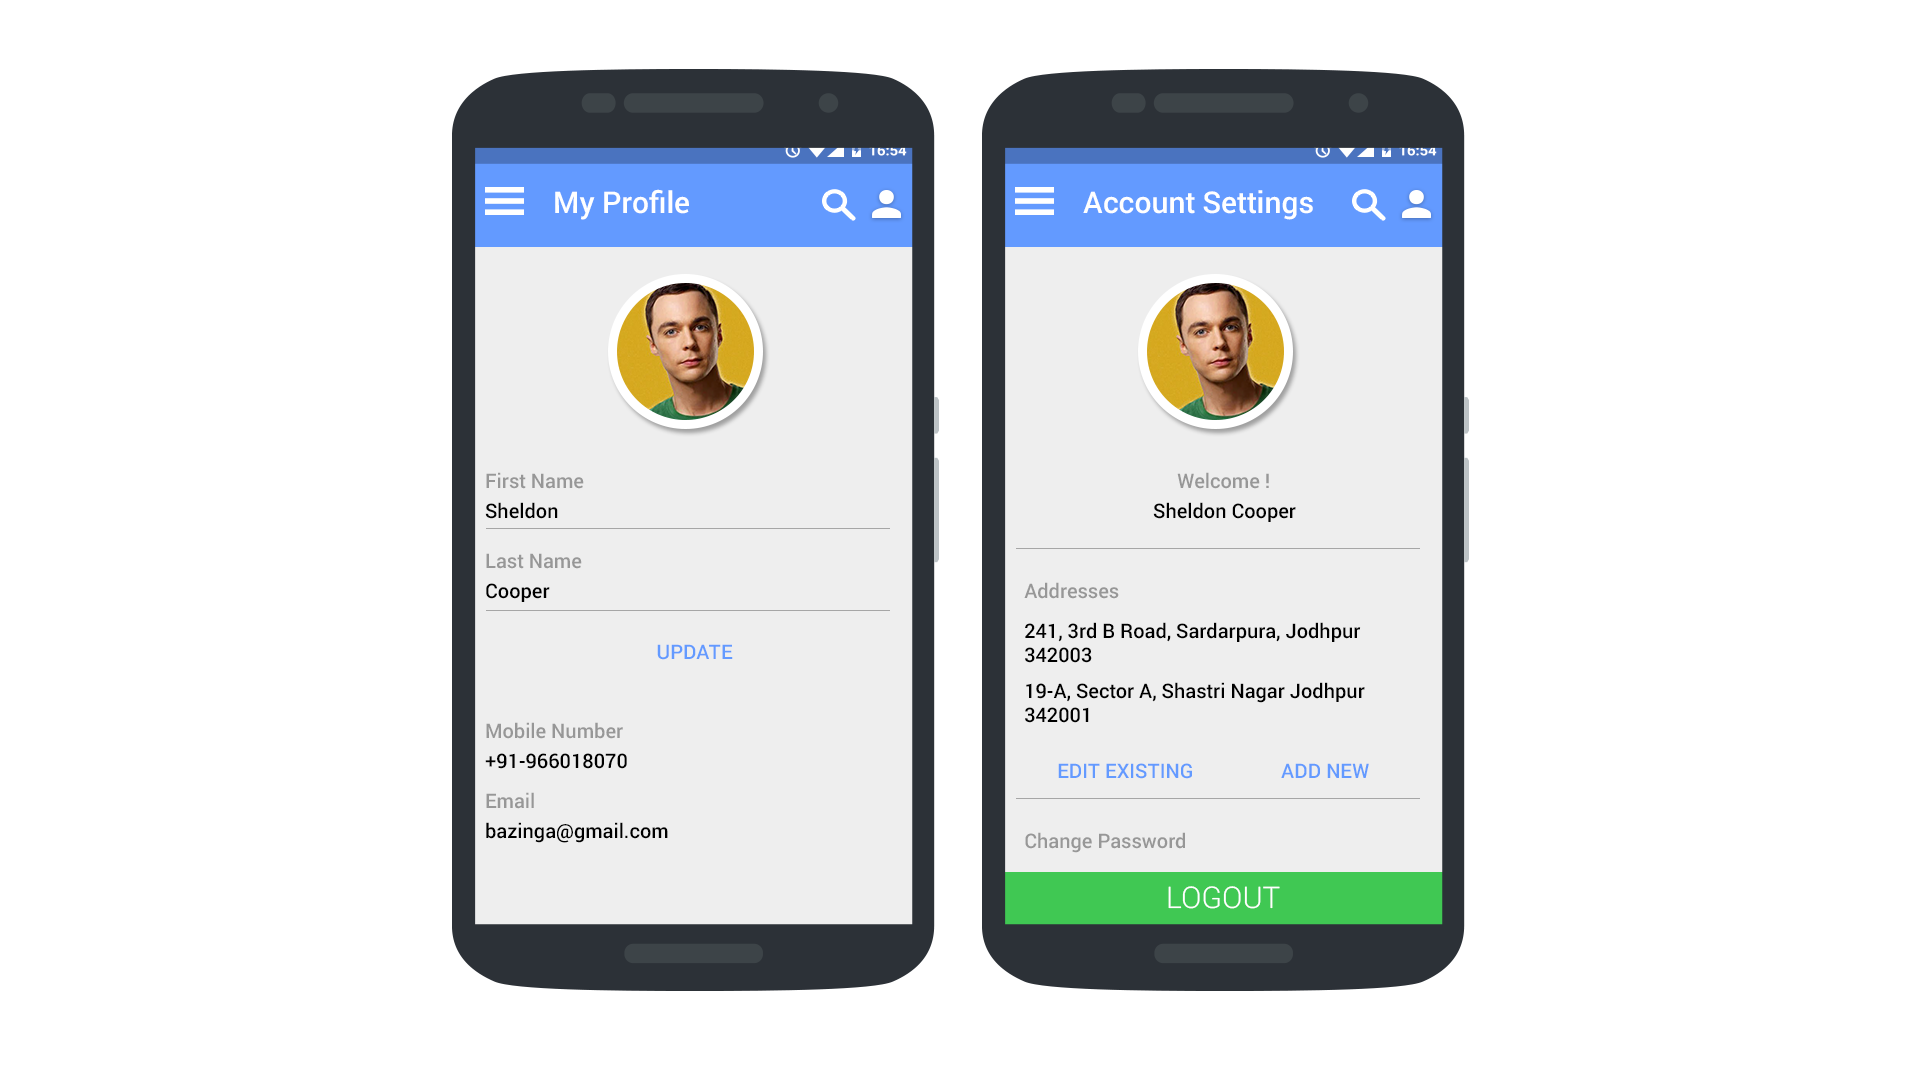 16:54
My Profile
First Name
Sheldon
Last Name
Cooper
UPDATE
Mobile Number
+91-966018070
Email
bazinga@gmail.com
16:54
Account Settings
Welcome !
Sheldon Cooper
Addresses
241, 3rd B Road, Sardarpura, Jodhpur
342003
19-A, Sector A, Shastri Nagar Jodhpur
342001
EDIT EXISTING ADD NEW
Change Password
LOGOUT